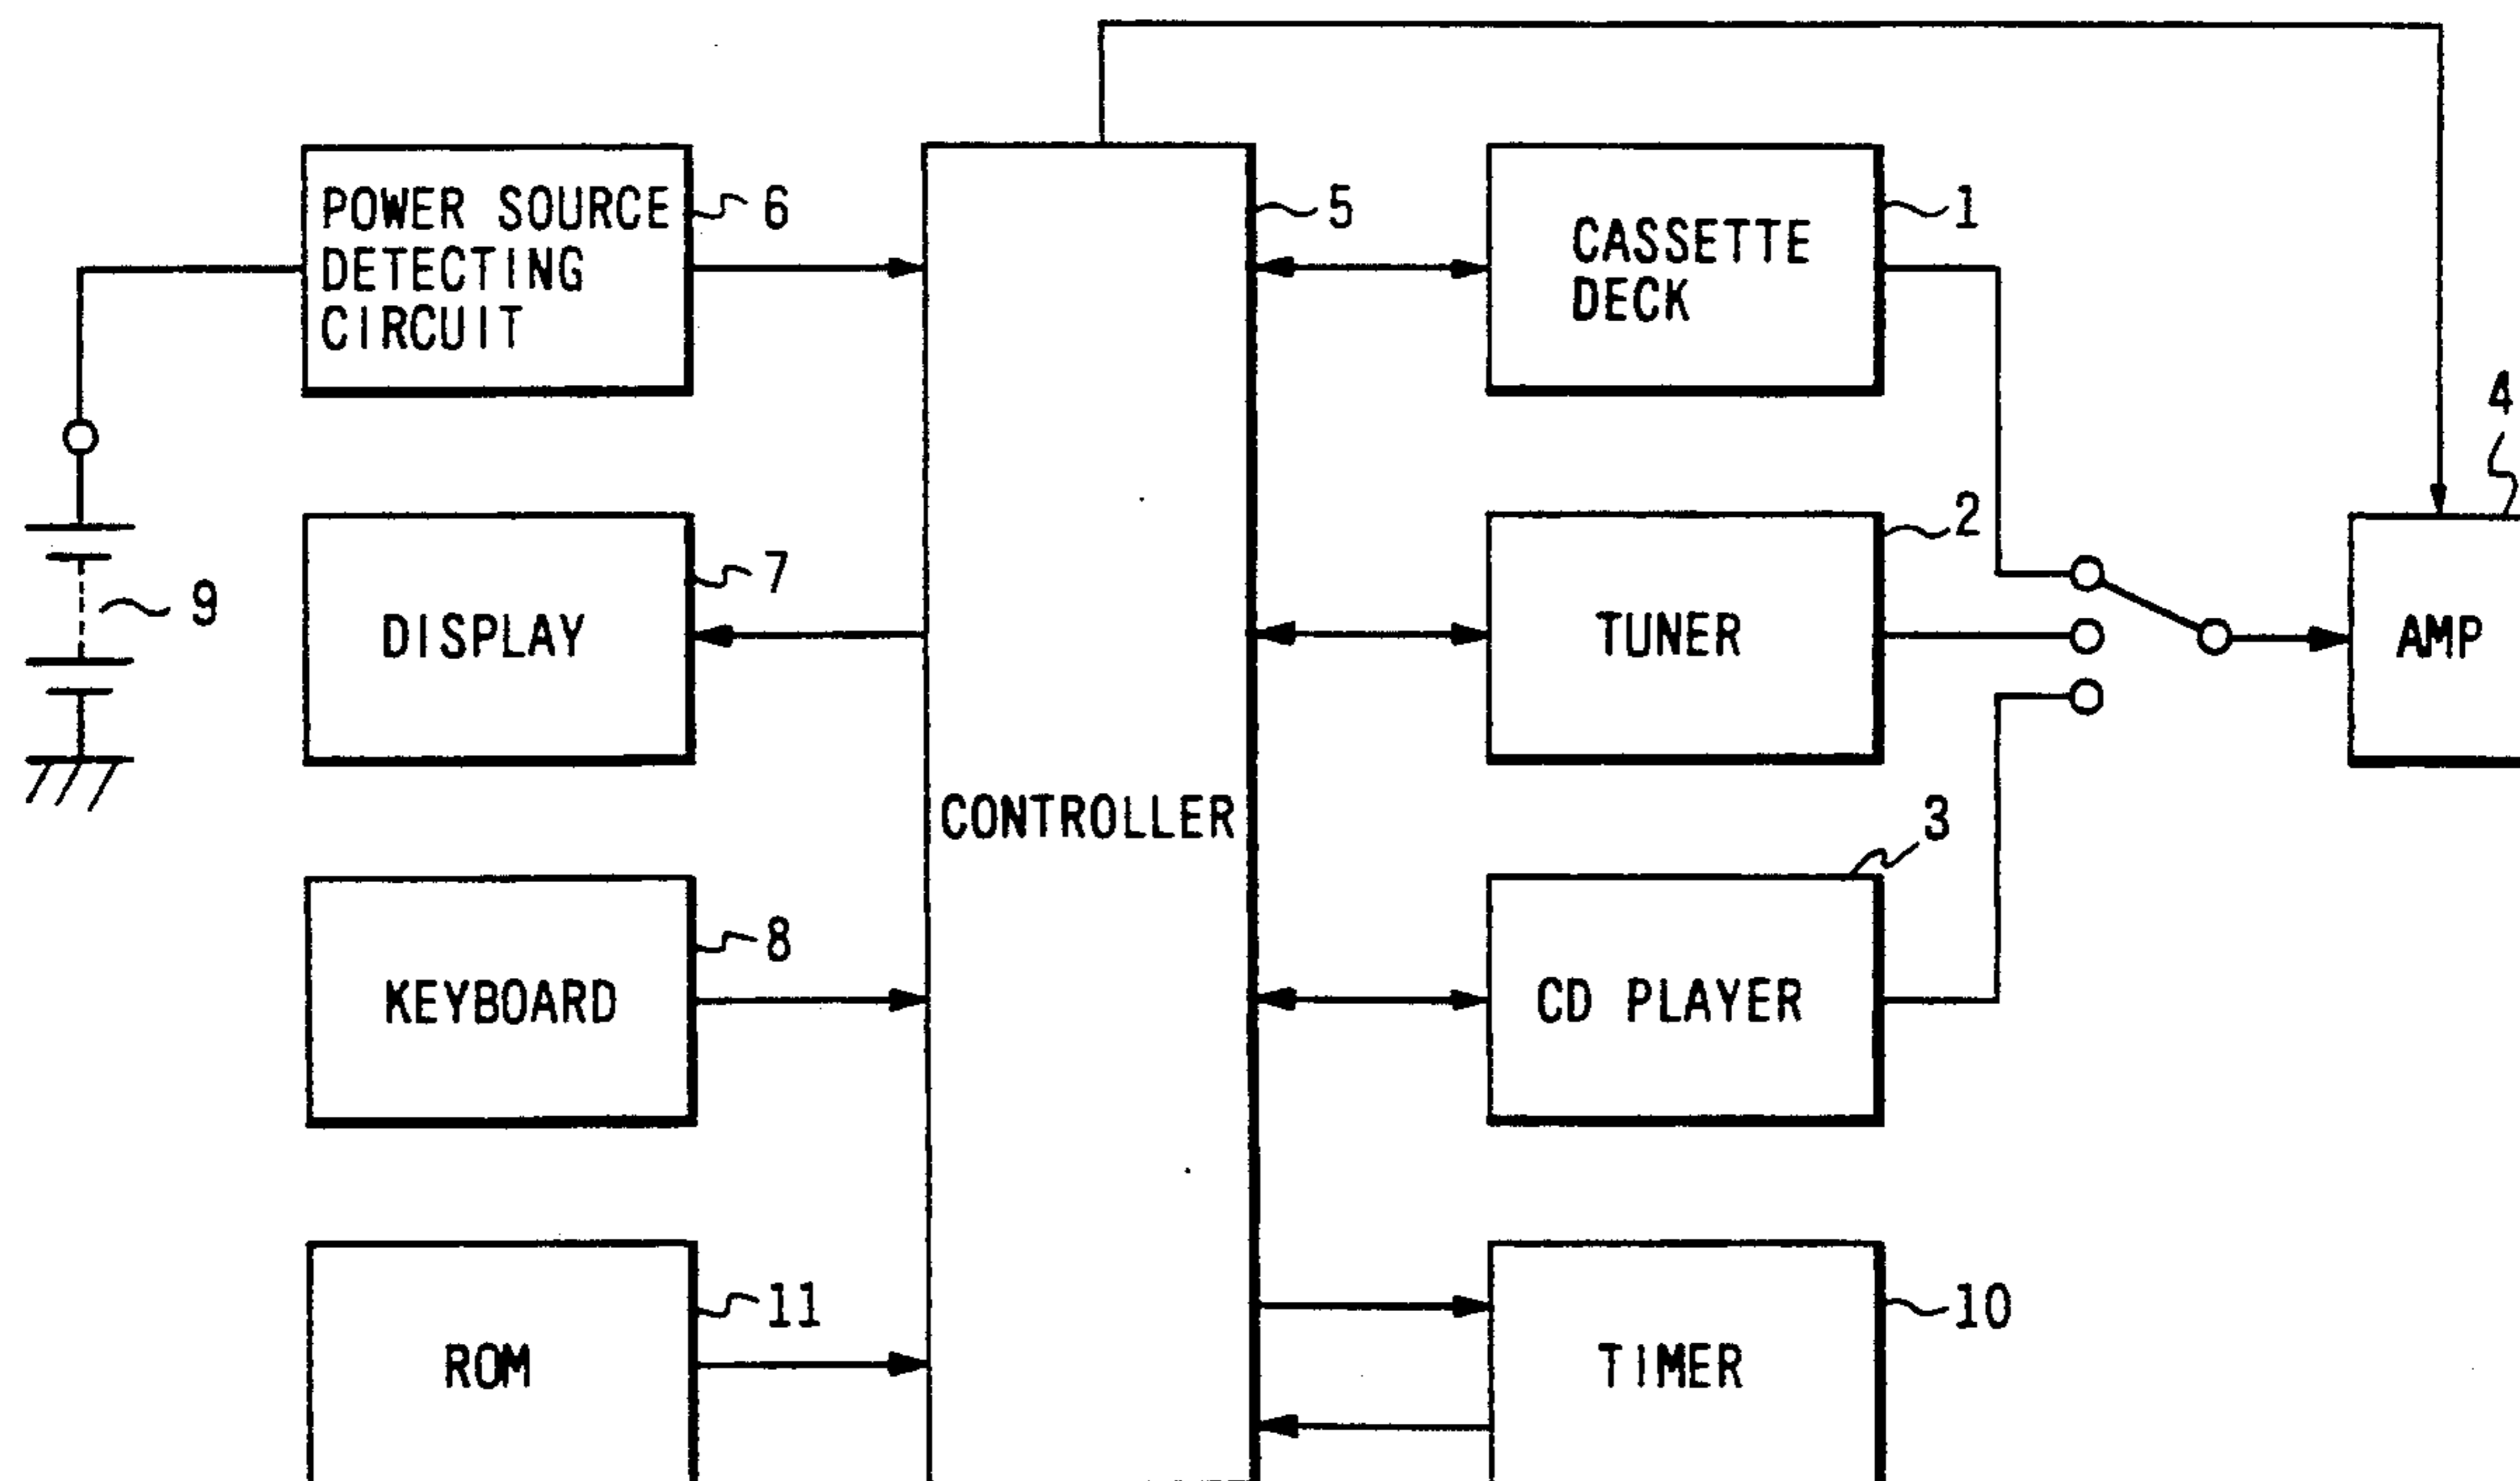 POWER SOURCE
DETECTING
CIRCUIT
6
5
CASSETTE
DECK
1
4
DISPLAY
7
9
TUNER
2
AMP
CONTROLLER
3
KEYBOARD
8
CD PLAYER
ROM
11
TIMER
10